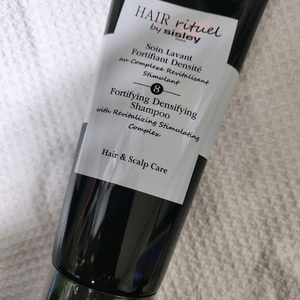 HAIR rituel
by sisley
Soin Lavant
Fortifiant Densité
au Complexe Revitalisant
Stimulant
8
Fortifying Densifying
Shampoo
with Revitalizing Stimulating
Complex
Hair & Scalp Care